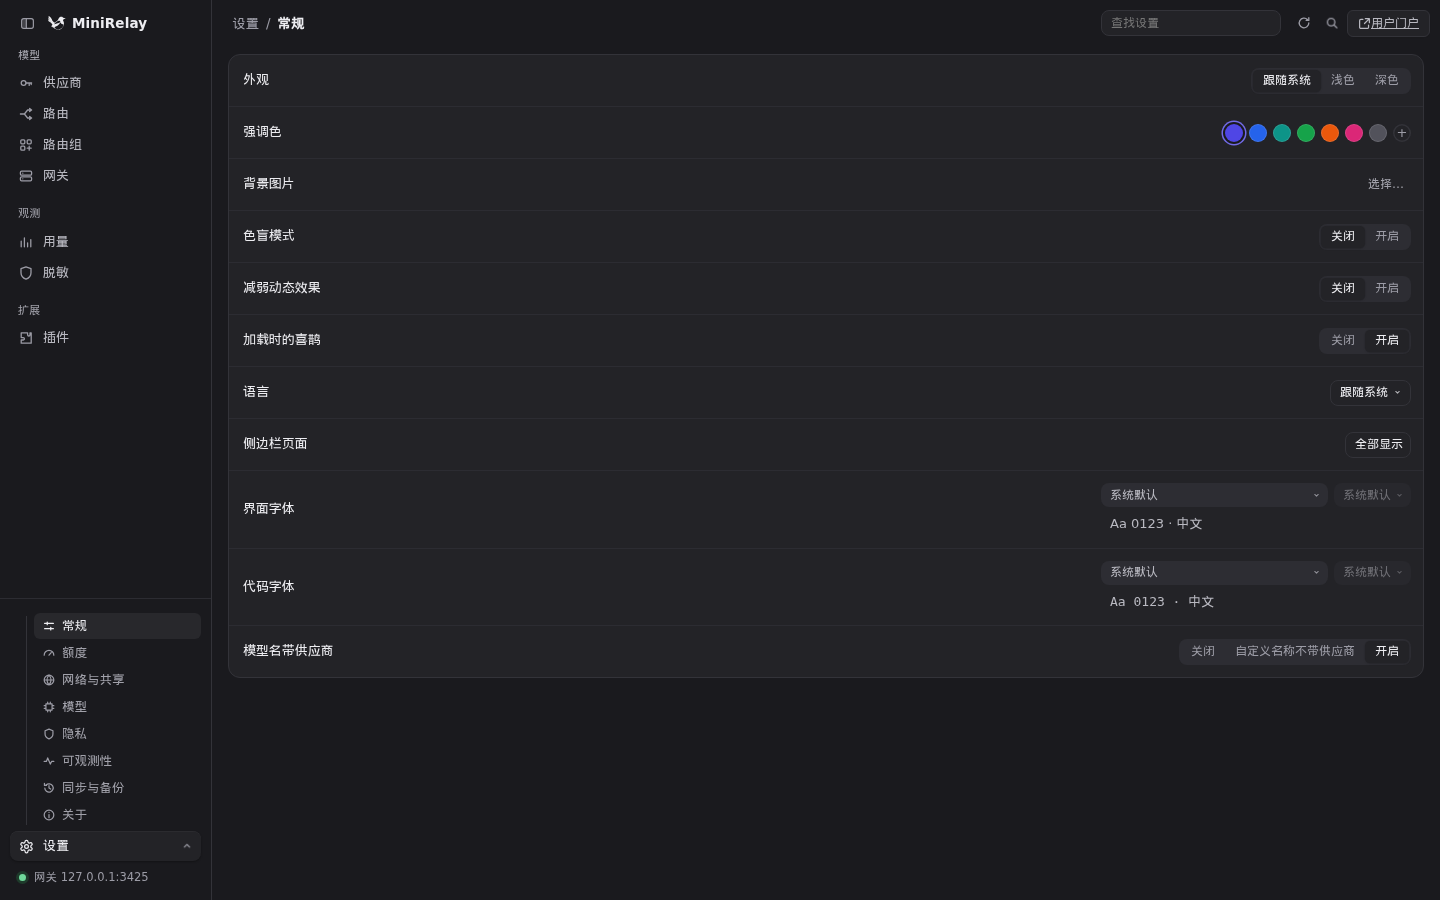 MiniRelay
模型
供应商
路由
路由组
网关
观测
用量
脱敏
扩展
插件
常规
额度
网络与共享
模型
隐私
可观测性
同步与备份
关于
设置
网关 127.0.0.1:3425
设置 / 常规
查找设置
用户门户
外观
跟随系统 浅色 深色
强调色
+
背景图片
选择...
色盲模式
关闭 开启
减弱动态效果
关闭 开启
加载时的喜鹊
关闭 开启
语言
跟随系统
侧边栏页面
全部显示
界面字体
系统默认 系统默认
Aa 0123 · 中文
代码字体
系统默认 系统默认
Aa 0123 · 中文
模型名带供应商
关闭 自定义名称不带供应商 开启